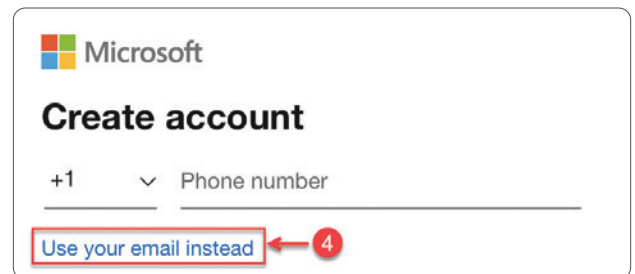 Microsoft
Create account
+1 Phone number
Use your email instead 4